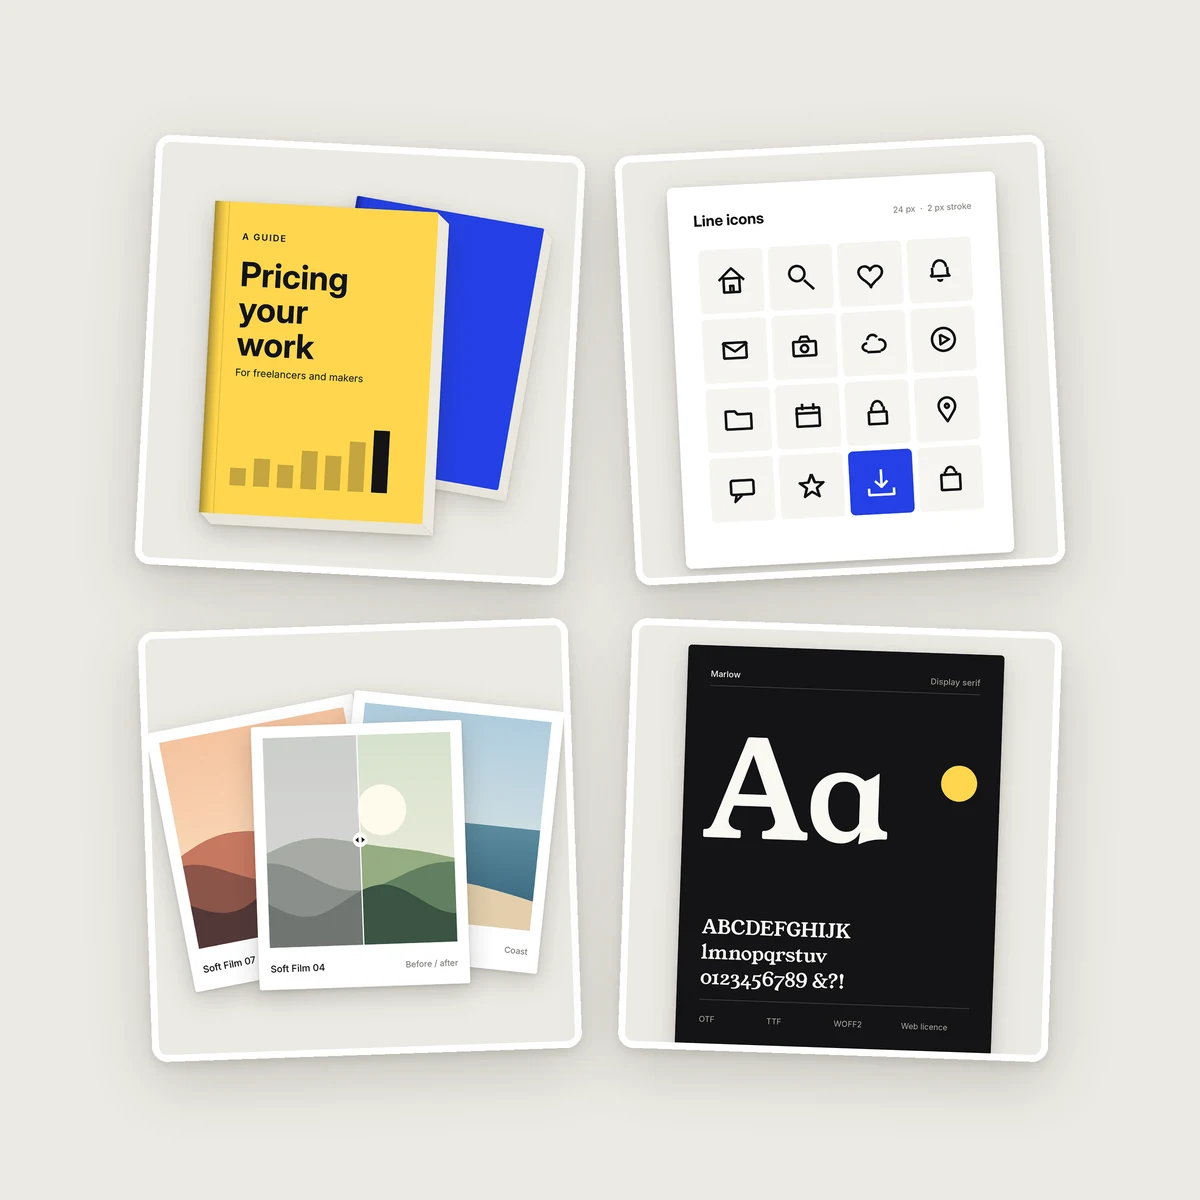 A GUIDE
Pricing
your
work
For freelancers and makers
Line icons
24 px · 2 px stroke
Soft Film 07
Soft Film 04
Before / after
Coast
Marlow
Display serif
Aa
ABCDEFGHIJK
lmnopqrstuv
0123456789 &?!
OTF
TTF
WOFF2
Web licence